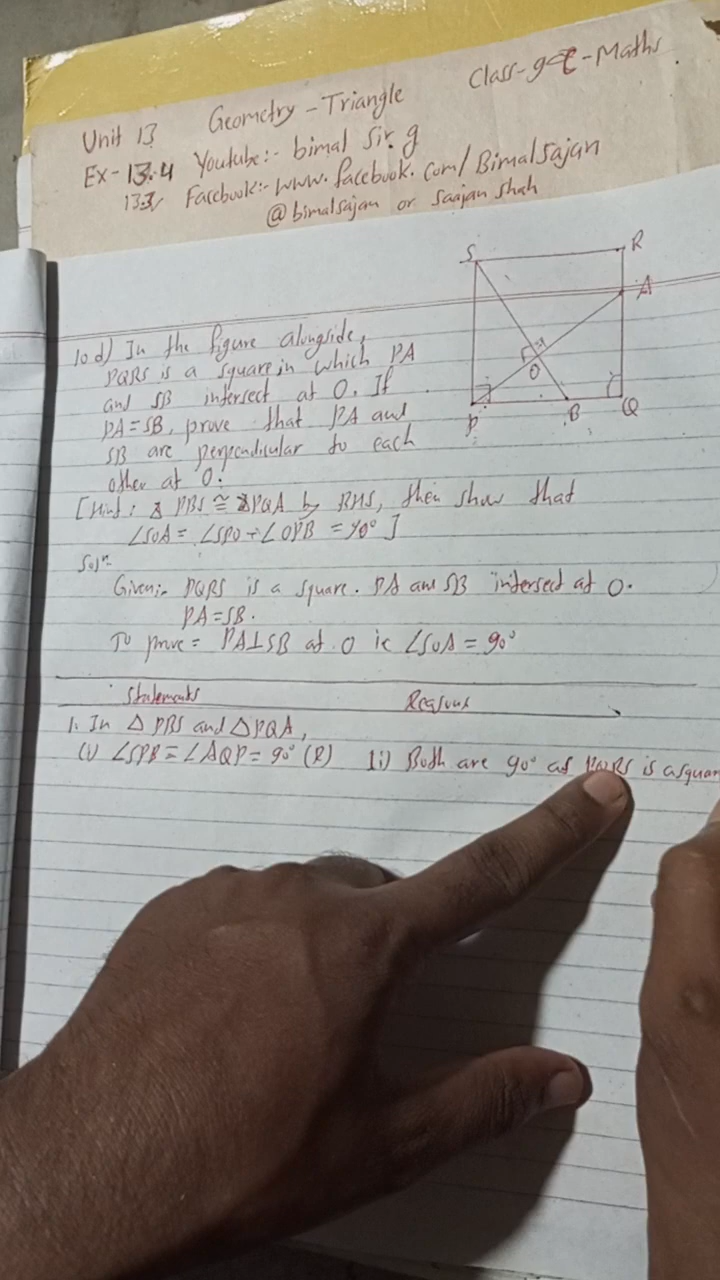 Unit 13 Geometry - Triangle Class-9 - Maths
Ex - 13.4 Youtube:- bimal sir g
13.3/ Facebook:- www.facebook.com/Bimalsajan
@bimalsajan or saajan shah
S R
A
O
P B Q
10 d) In the figure alongside,
PQRS is a square in which PA
and SB intersect at O. If
PA = SB, prove that PA and
SB are perpendicular to each
other at O.
[Hint: Δ PBS ≅ ΔPQA by RHS, then show that
∠SOA = ∠SPO + ∠OPB = 90° ]
Solⁿ
Given:- PQRS is a square. PA and SB intersect at O.
PA = SB.
To prove = PA⊥SB at O ie ∠SOA = 90°
Statements Reasons
1. In Δ PBS and ΔPQA,
(i) ∠SPB = ∠AQP = 90° (R) 1i) Both are 90° as PQRS is a squar